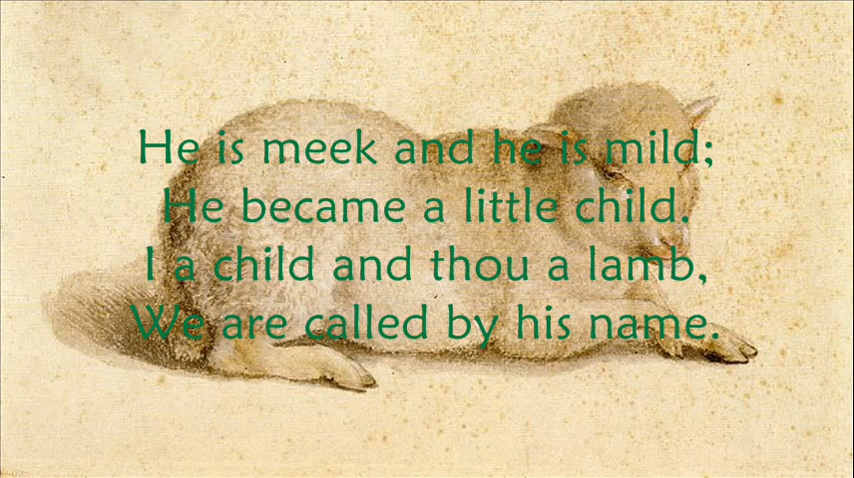 He is meek and he is mild;
He became a little child.
I a child and thou a lamb,
We are called by his name.